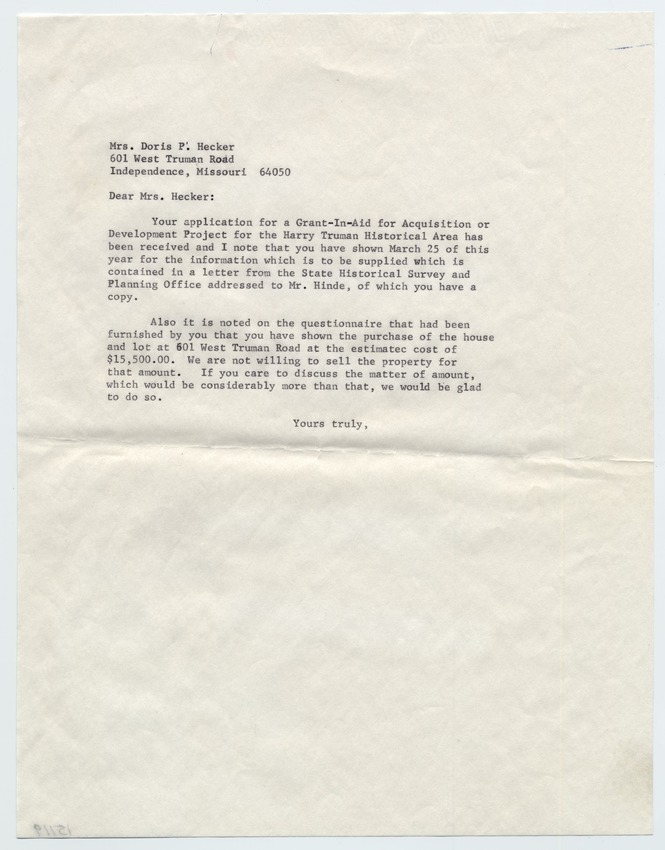 Mrs. Doris P. Hecker
601 West Truman Road
Independence, Missouri  64050
Dear Mrs. Hecker:
Your application for a Grant-In-Aid for Acquisition or
Development Project for the Harry Truman Historical Area has
been received and I note that you have shown March 25 of this
year for the information which is to be supplied which is
contained in a letter from the State Historical Survey and
Planning Office addressed to Mr. Hinde, of which you have a
copy.
Also it is noted on the questionnaire that had been
furnished by you that you have shown the purchase of the house
and lot at 601 West Truman Road at the estimatec cost of
$15,500.00.  We are not willing to sell the property for
that amount.  If you care to discuss the matter of amount,
which would be considerably more than that, we would be glad
to do so.
Yours truly,